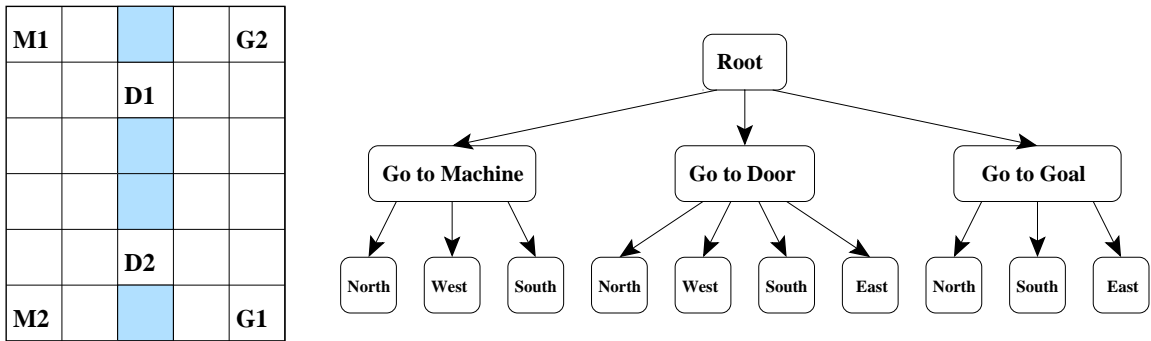 M1 G2
D1
D2
M2 G1
Root
Go to Machine Go to Door Go to Goal
North West South North West South East North South East